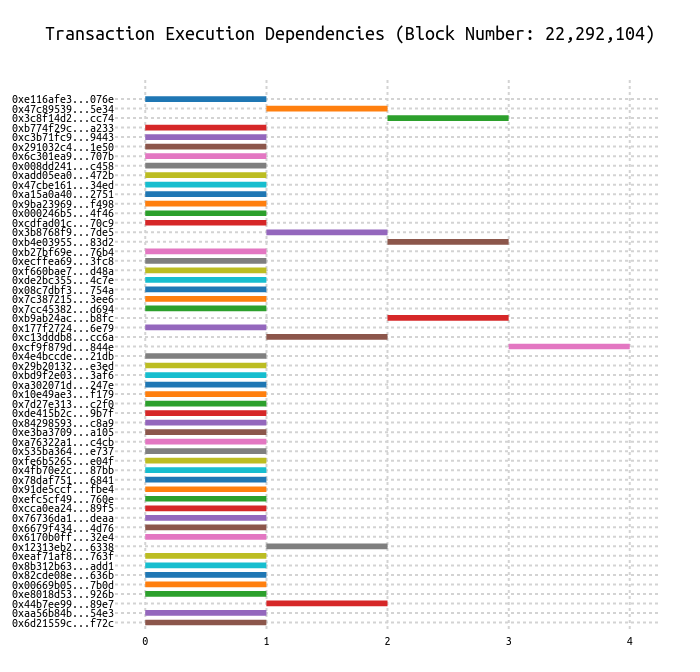 Transaction Execution Dependencies (Block Number: 22,292,104)
0xe116afe3...076e
0x47c89539...5e34
0x3c8f14d2...cc74
0xb774f29c...a233
0xc3b71fc9...9443
0x291032c4...1e50
0x6c301ea9...707b
0x008dd241...c458
0xadd05ea0...472b
0x47cbe161...34ed
0xa15a0a40...2751
0x9ba23969...f498
0x000246b5...4f46
0xcdfad01c...70c9
0x3b8768f9...7de5
0xb4e03955...83d2
0xb27bf69e...76b4
0xecffea69...3fc8
0xf660bae7...d48a
0xde2bc355...4c7e
0x08c7dbf3...754a
0x7c387215...3ee6
0x7cc45382...d694
0xb9ab24ac...b8fc
0x177f2724...6e79
0xc13dddb8...cc6a
0xcf9f879d...844e
0x4e4bccde...21db
0x29b20132...e3ed
0xbd9f2e03...3af6
0xa302071d...247e
0x10e49ae3...f179
0x7d27e313...c2f0
0xde415b2c...9b7f
0x84298593...c8a9
0xe3ba3709...a105
0xa76322a1...c4cb
0x535ba364...e737
0xfe6b5265...e04f
0x4fb70e2c...87bb
0x78daf751...6841
0x91de5ccf...fbe4
0xefc5cf49...760e
0xcca0ea24...89f5
0x76736da1...deaa
0x6679f434...4d76
0x6170b0ff...32e4
0x12313eb2...6338
0xeaf71af8...763f
0x8b312b63...add1
0x82cde08e...636b
0x00669b05...7b0d
0xe8018d53...926b
0x44b7ee99...89e7
0xaa56b84b...54e3
0x6d21559c...f72c
0 1 2 3 4